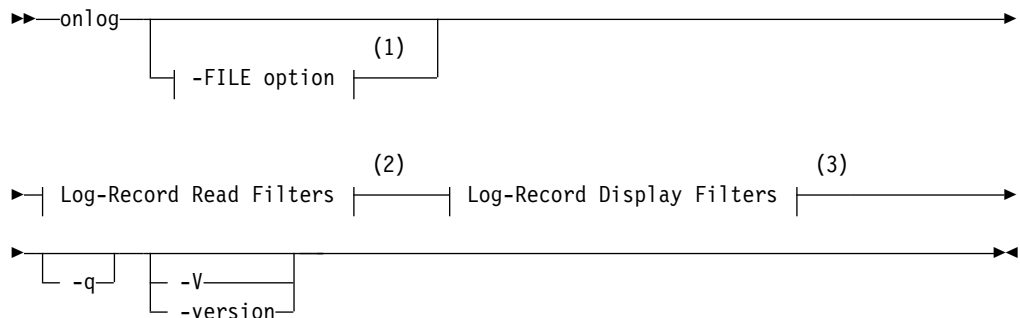 onlog
(1)
-FILE option
(2) (3)
Log-Record Read Filters Log-Record Display Filters
-q -V
-version